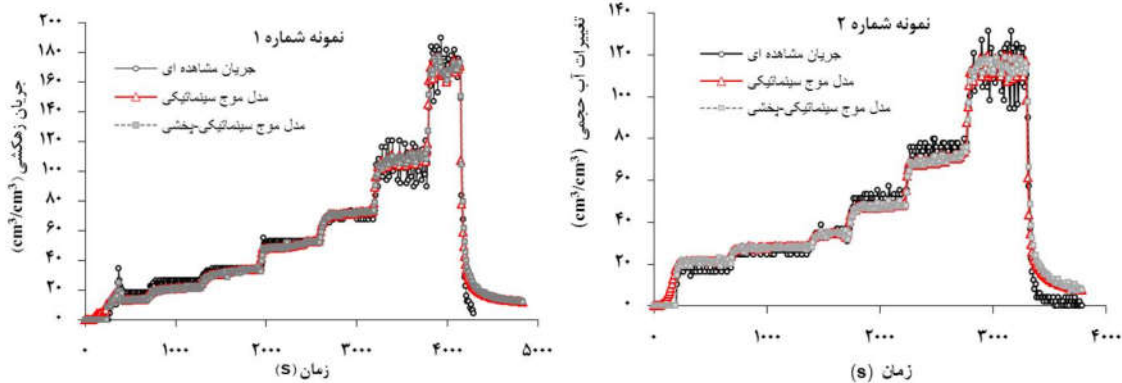 نمونه شماره ۱
جریان مشاهده ای
مدل موج سینماتیکی
مدل موج سینماتیکی-پخشی
جریان زهکشی (cm³/cm³)
۲۰۰
۱۸۰
۱۶۰
۱۴۰
۱۲۰
۱۰۰
۸۰
۶۰
۴۰
۲۰
۰
۰ ۱۰۰۰ ۲۰۰۰ ۳۰۰۰ ۴۰۰۰ ۵۰۰۰
زمان (s)
نمونه شماره ۲
جریان مشاهده ای
مدل موج سینماتیکی
مدل موج سینماتیکی-پخشی
تغییرات آب حجمی (cm³/cm³)
۱۴۰
۱۲۰
۱۰۰
۸۰
۶۰
۴۰
۲۰
۰
۰ ۱۰۰۰ ۲۰۰۰ ۳۰۰۰ ۴۰۰۰
زمان (s)